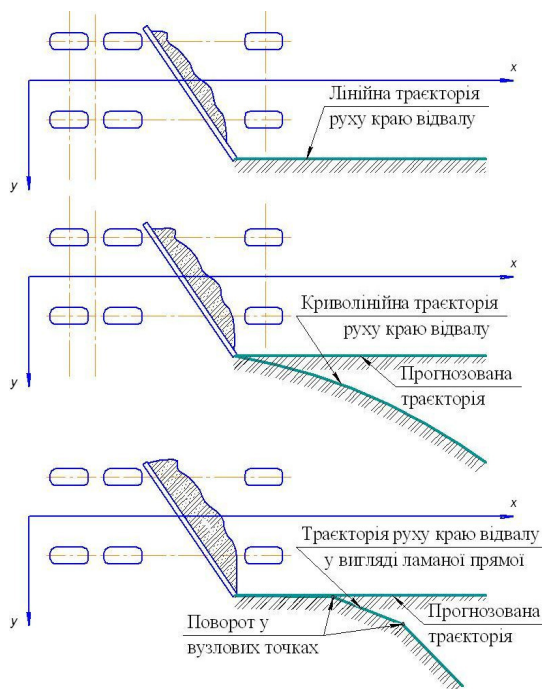 x
Лінійна траєкторія
руху краю відвалу
y
x
Криволінійна траєкторія
руху краю відвалу
y
Прогнозована
траєкторія
x
Траєкторія руху краю відвалу
у вигляді ламаної прямої
y
Поворот у
вузлових точках
Прогнозована
траєкторія